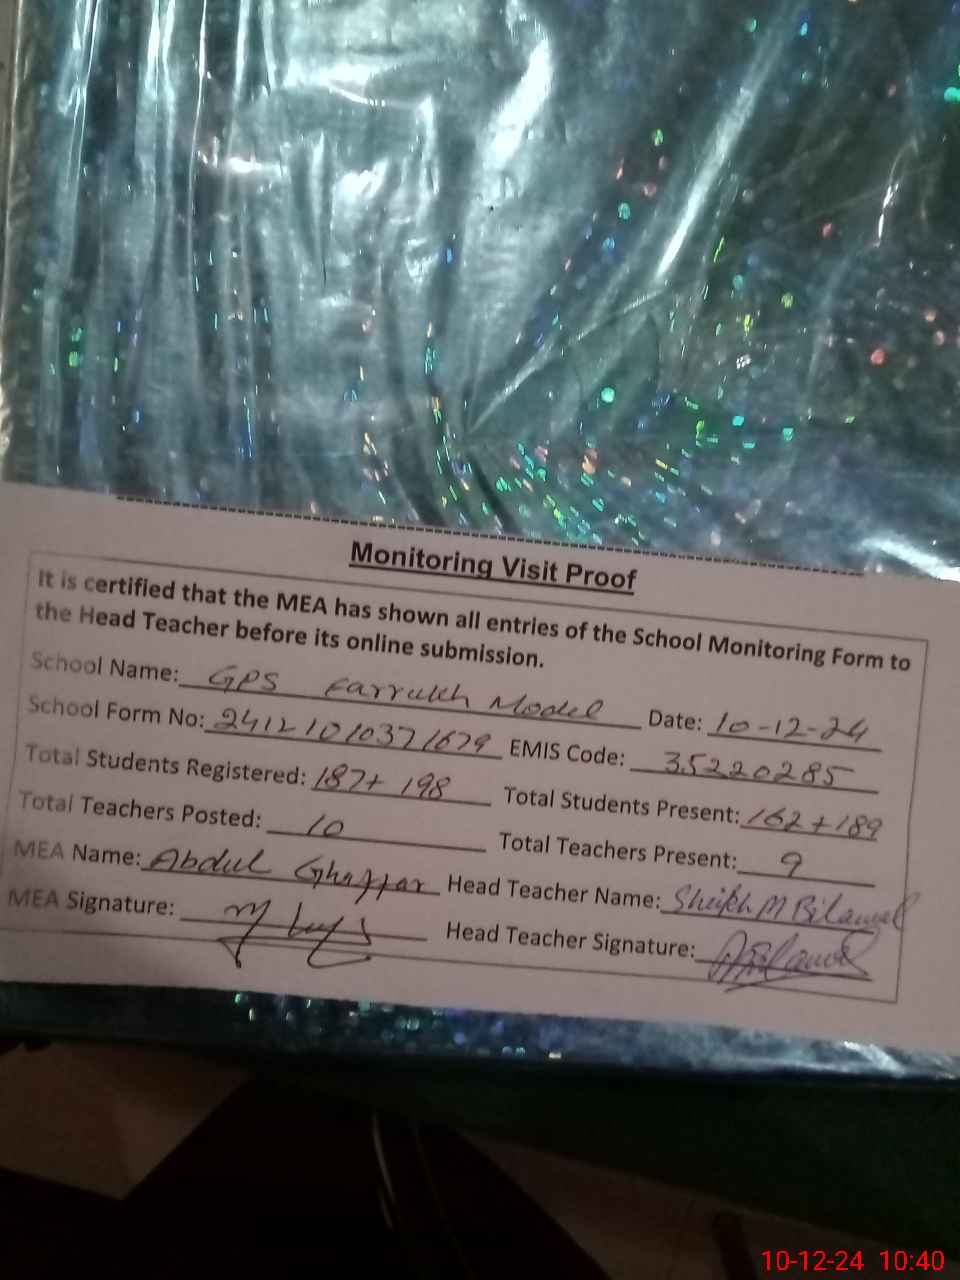 Monitoring Visit Proof
It is certified that the MEA has shown all entries of the School Monitoring Form to
the Head Teacher before its online submission.
School Name: GPS Farrukh Model Date: 10-12-24
School Form No: 2412101037 1679 EMIS Code: 35220285
Total Students Registered: 187+ 198 Total Students Present: 162+189
Total Teachers Posted: 10 Total Teachers Present: 9
MEA Name: Abdul Ghaffar Head Teacher Name: Sheikh M Bilawal
MEA Signature: Head Teacher Signature:
10-12-24 10:40